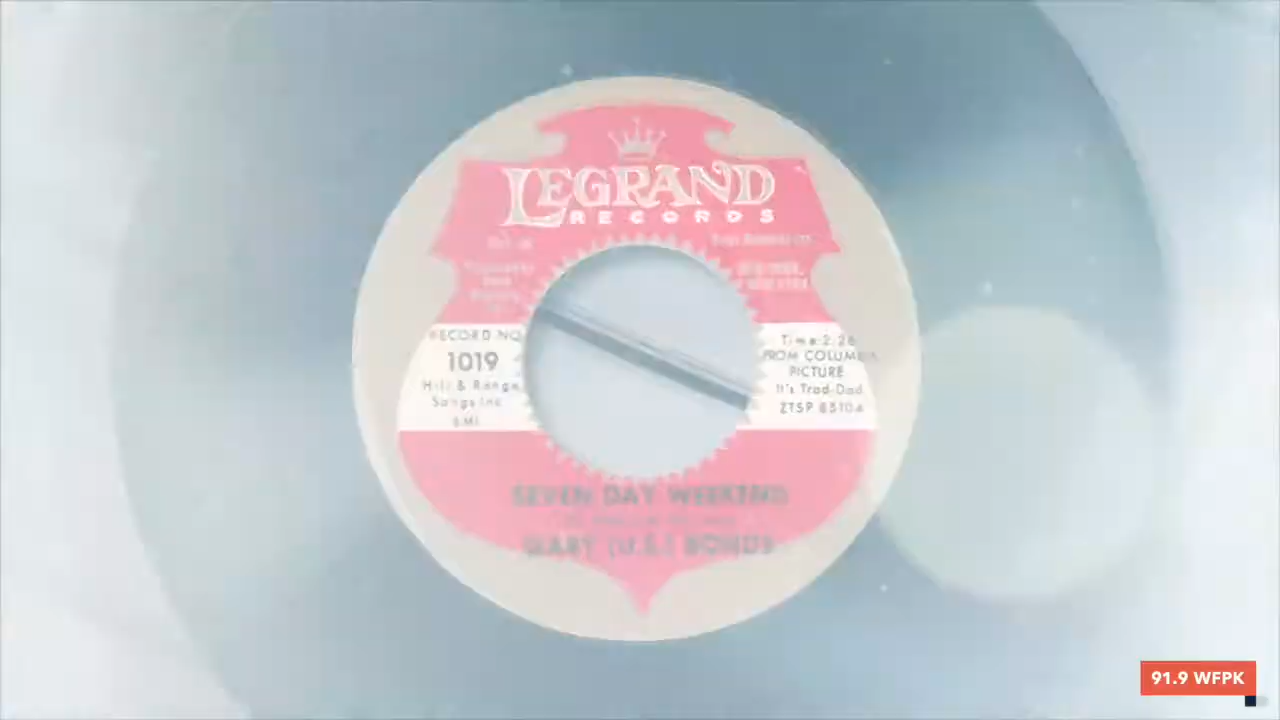 LEGRAND
RECORDS
RECORD NO.
1019
Hill & Range
Songs Inc.
BMI
Time: 2:26
FROM COLUMBIA
PICTURE
It's Trad-Dad
ZTSP 83104
SEVEN DAY WEEKEND
GARY (U.S.) BONDS
91.9 WFPK